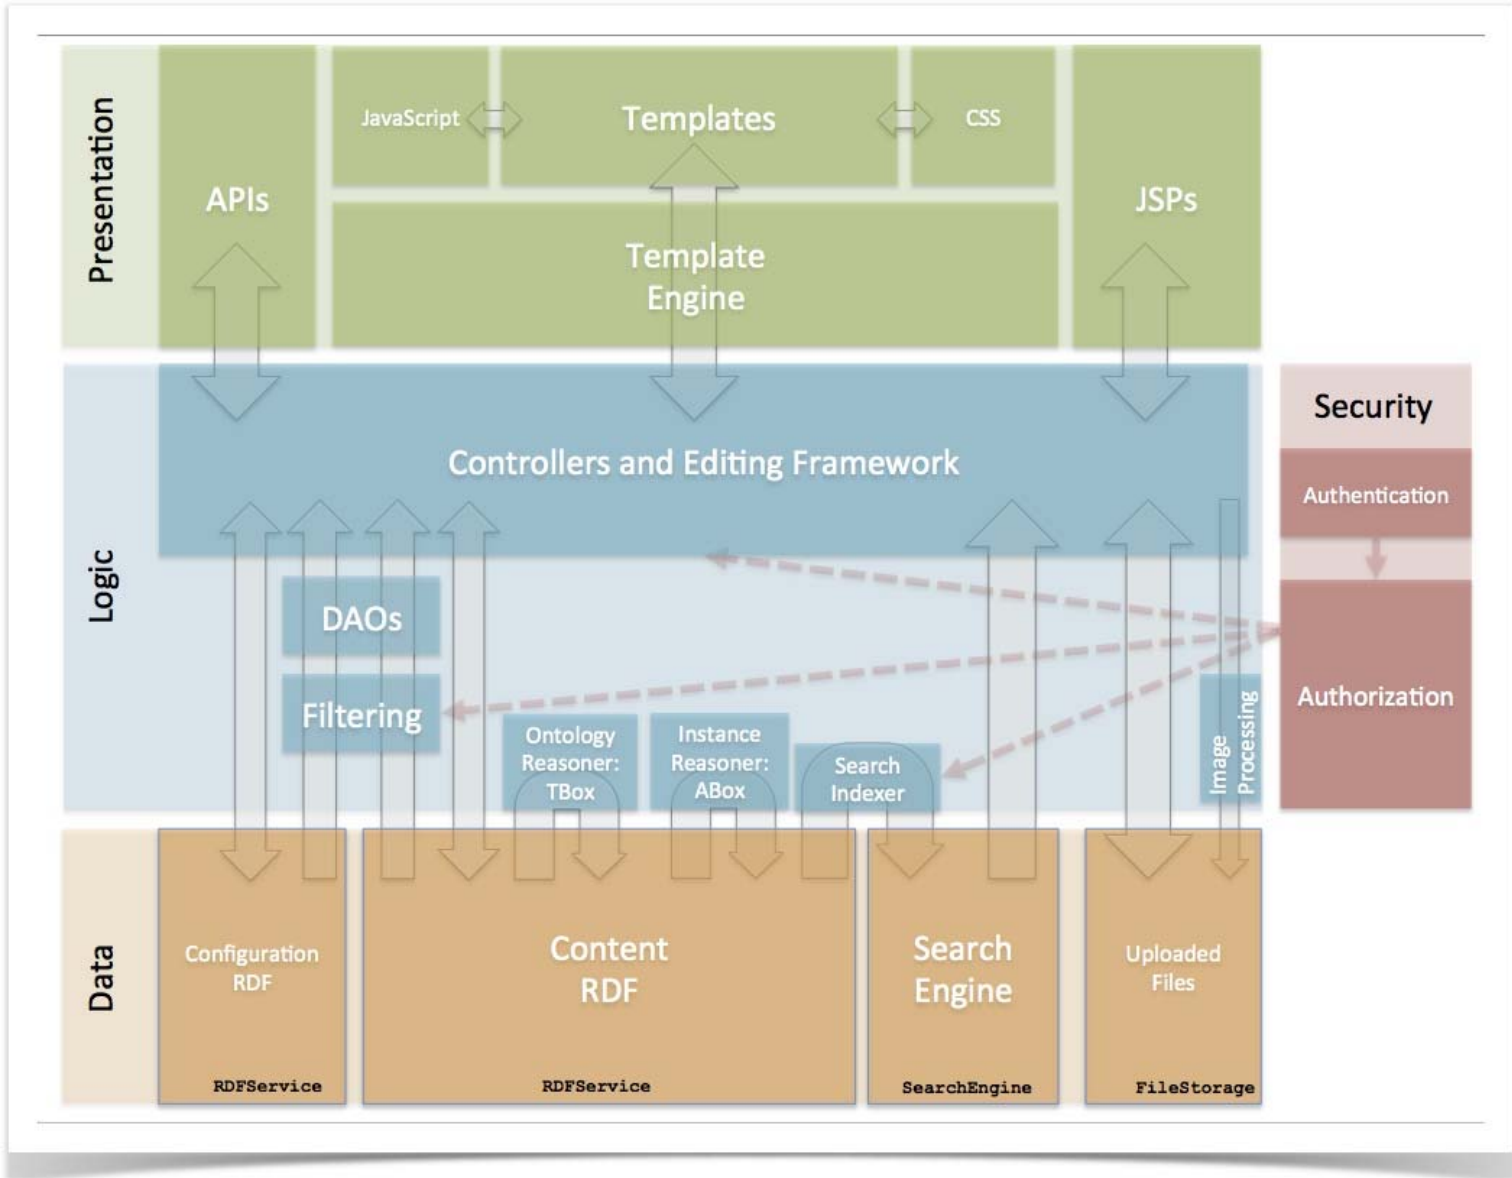 Presentation
APIs
JavaScript
Templates
CSS
JSPs
Template
Engine
Logic
Controllers and Editing Framework
DAOs
Filtering
Ontology
Reasoner:
TBox
Instance
Reasoner:
ABox
Search
Indexer
Image
Processing
Security
Authentication
Authorization
Data
Configuration
RDF
RDFService
Content
RDF
RDFService
Search
Engine
SearchEngine
Uploaded
Files
FileStorage